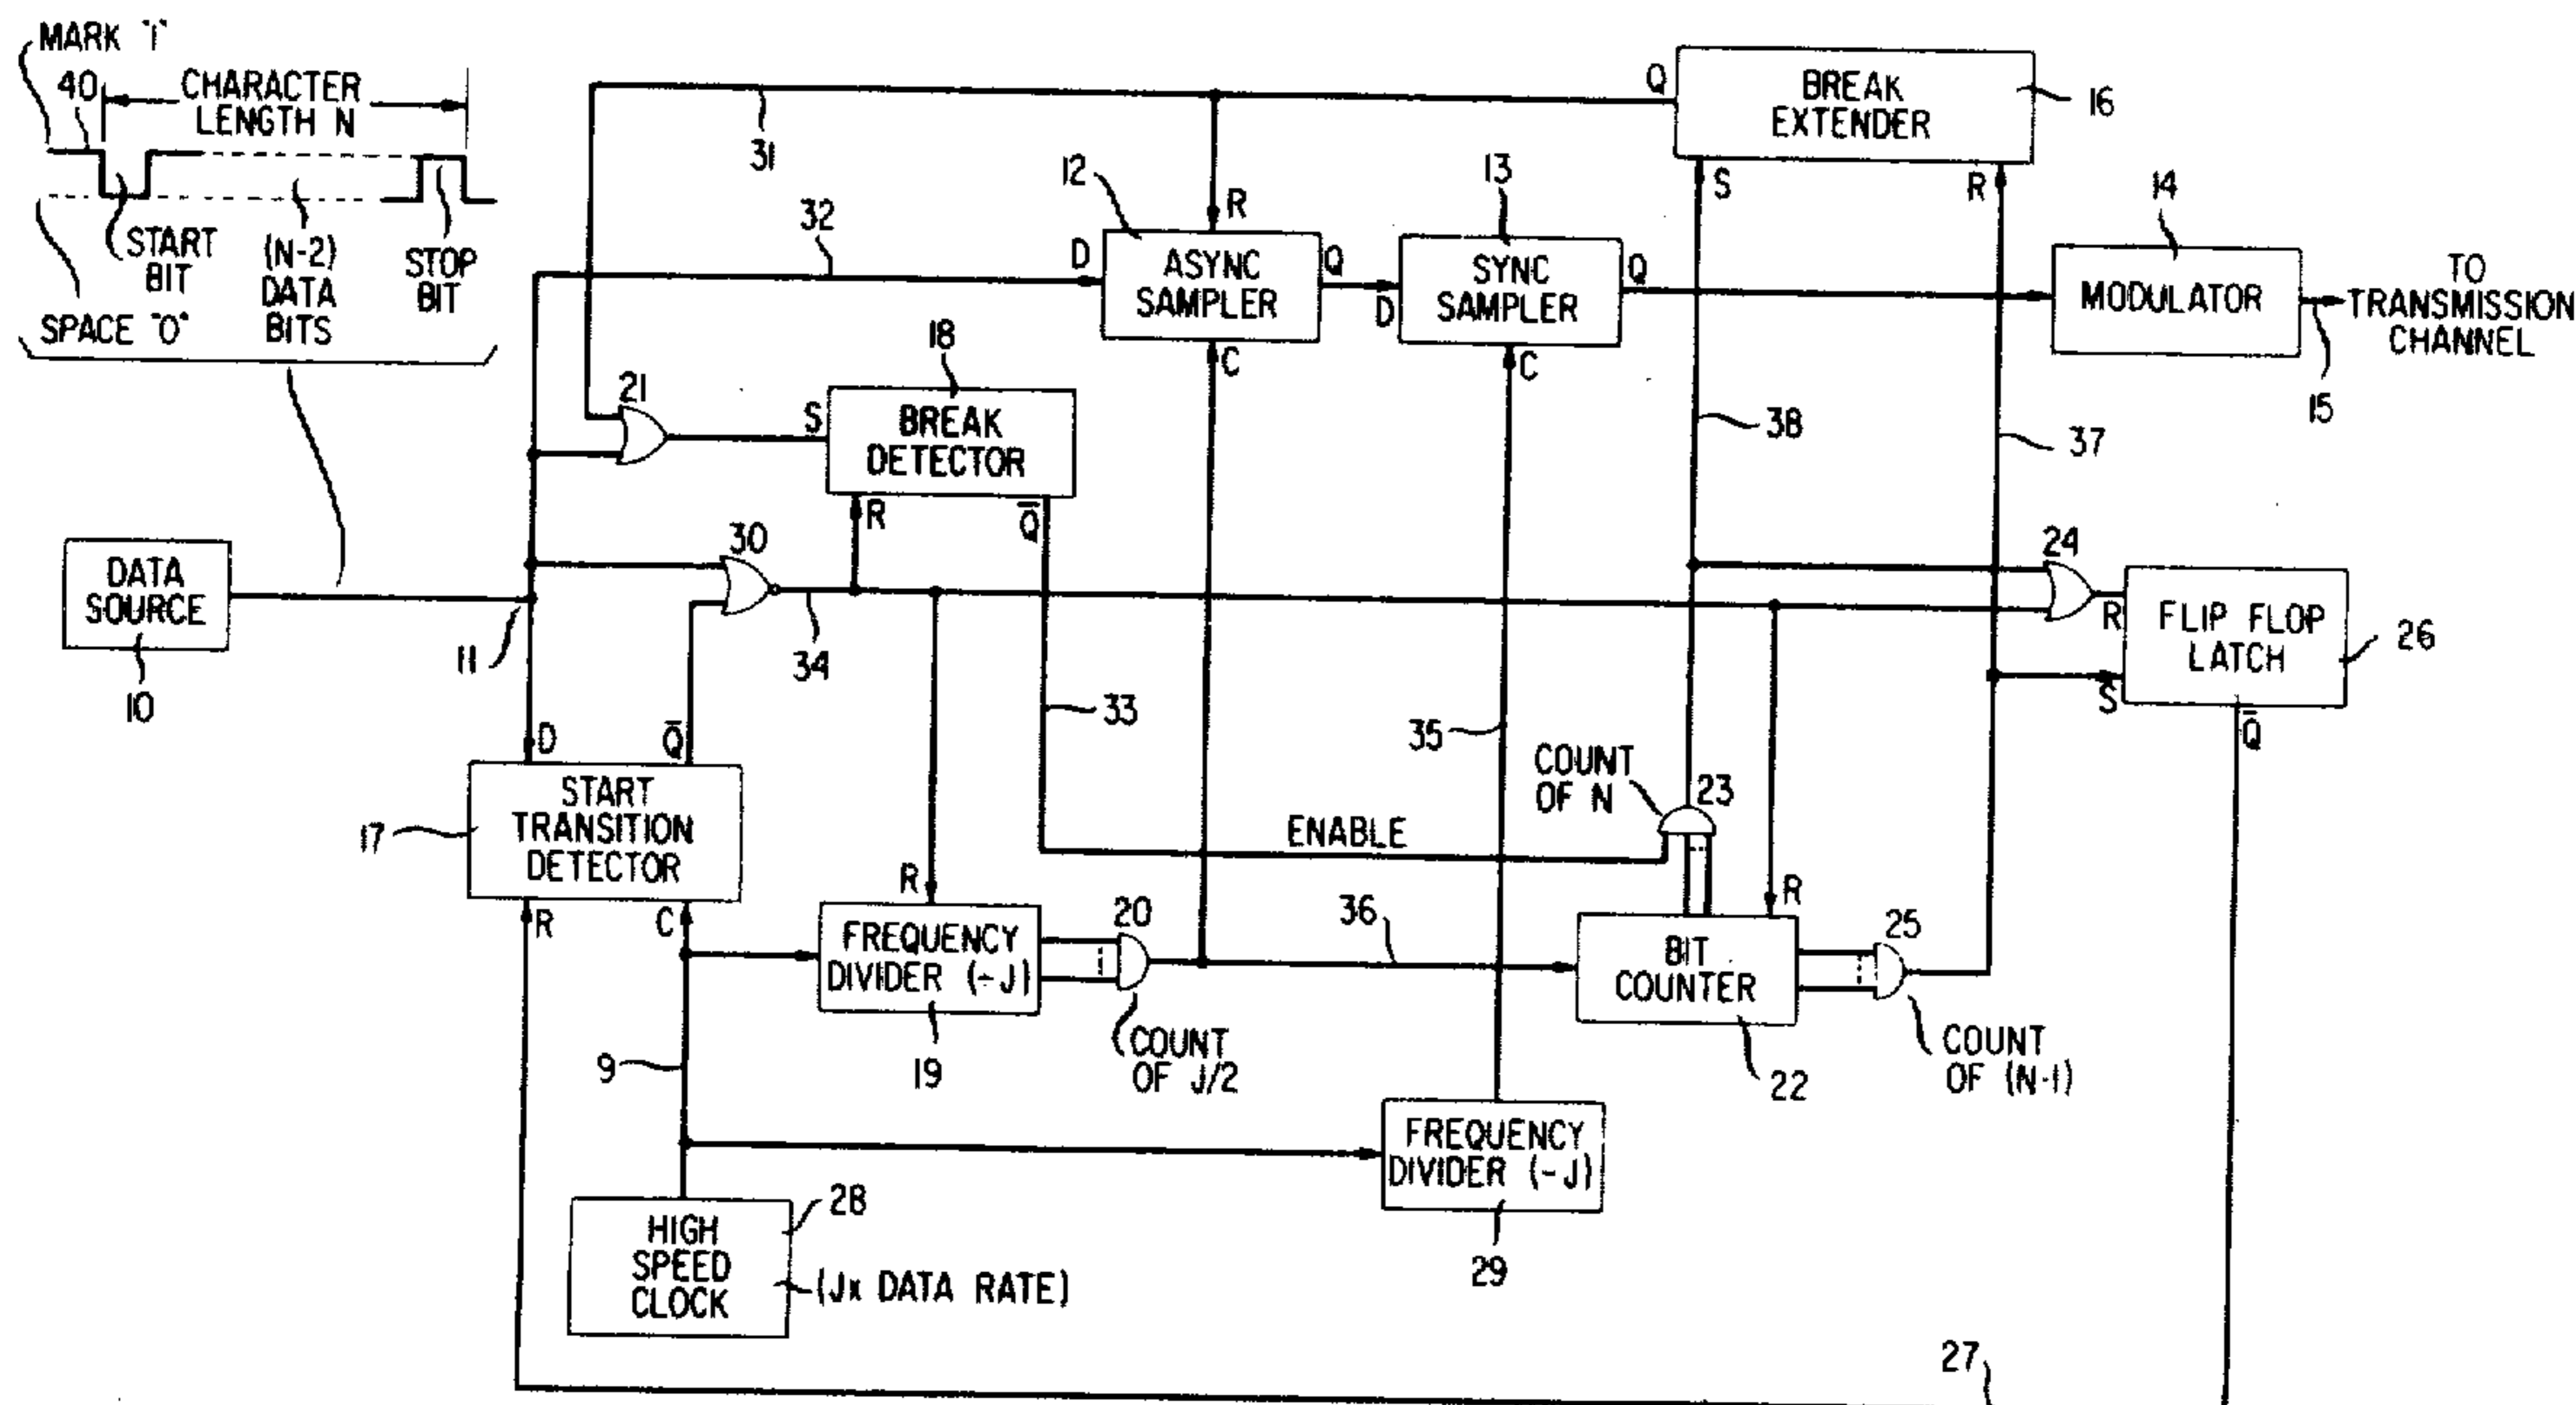 MARK "1"
40
CHARACTER
LENGTH N
START
BIT
(N-2)
DATA
BITS
STOP
BIT
SPACE "0"
Q
BREAK
EXTENDER
16
31
S
R
12
13
14
R
32
D
ASYNC
SAMPLER
Q
D
SYNC
SAMPLER
Q
MODULATOR
TO
TRANSMISSION
CHANNEL
15
C
C
21
18
S
BREAK
DETECTOR
R
Q̅
38
37
30
24
DATA
SOURCE
10
11
34
R
FLIP FLOP
LATCH
26
S
Q̅
33
35
D
Q̅
START
TRANSITION
DETECTOR
17
R
C
COUNT
OF N
23
ENABLE
R
FREQUENCY
DIVIDER (-J)
19
20
COUNT
OF J/2
36
R
BIT
COUNTER
22
25
COUNT
OF (N-1)
9
FREQUENCY
DIVIDER (-J)
29
HIGH
SPEED
CLOCK
28
(Jx DATA RATE)
27